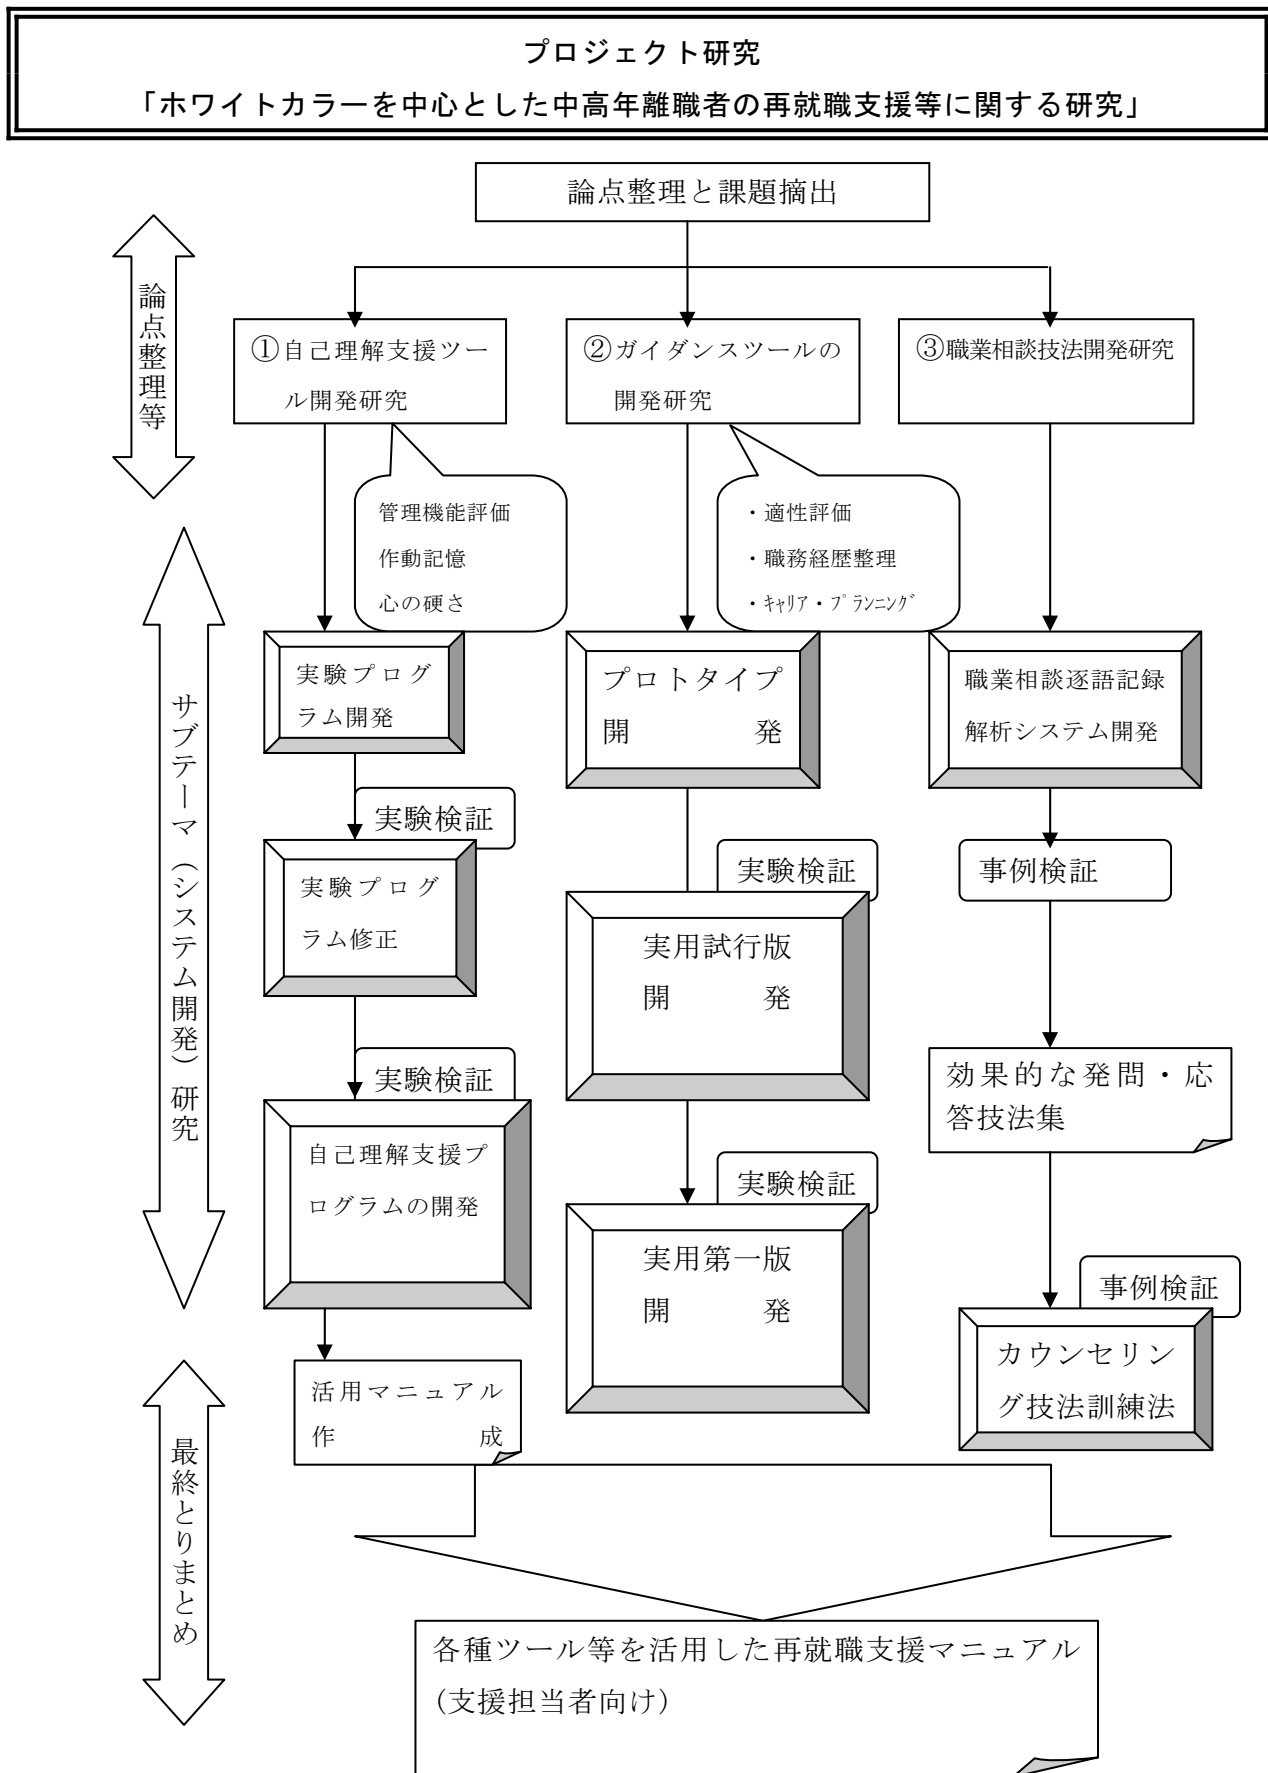 プロジェクト研究
「ホワイトカラーを中心とした中高年離職者の再就職支援等に関する研究」
論点整理と課題摘出
論点整理等
①自己理解支援ツー
ル開発研究
②ガイダンスツールの
開発研究
③職業相談技法開発研究
管理機能評価
作動記憶
心の硬さ
・適性評価
・職務経歴整理
・ｷｬﾘｱ・ﾌﾟﾗﾝﾆﾝｸﾞ
サブテーマ（システム開発）研究
実験プログ
ラム開発
プロトタイプ
開　　　発
職業相談逐語記録
解析システム開発
実験検証
実験プログ
ラム修正
実験検証
実用試行版
開　　　発
事例検証
実験検証
自己理解支援プ
ログラムの開発
実験検証
実用第一版
開　　　発
効果的な発問・応
答技法集
事例検証
カウンセリン
グ技法訓練法
最終とりまとめ
活用マニュアル
作　　　　成
各種ツール等を活用した再就職支援マニュアル
（支援担当者向け）